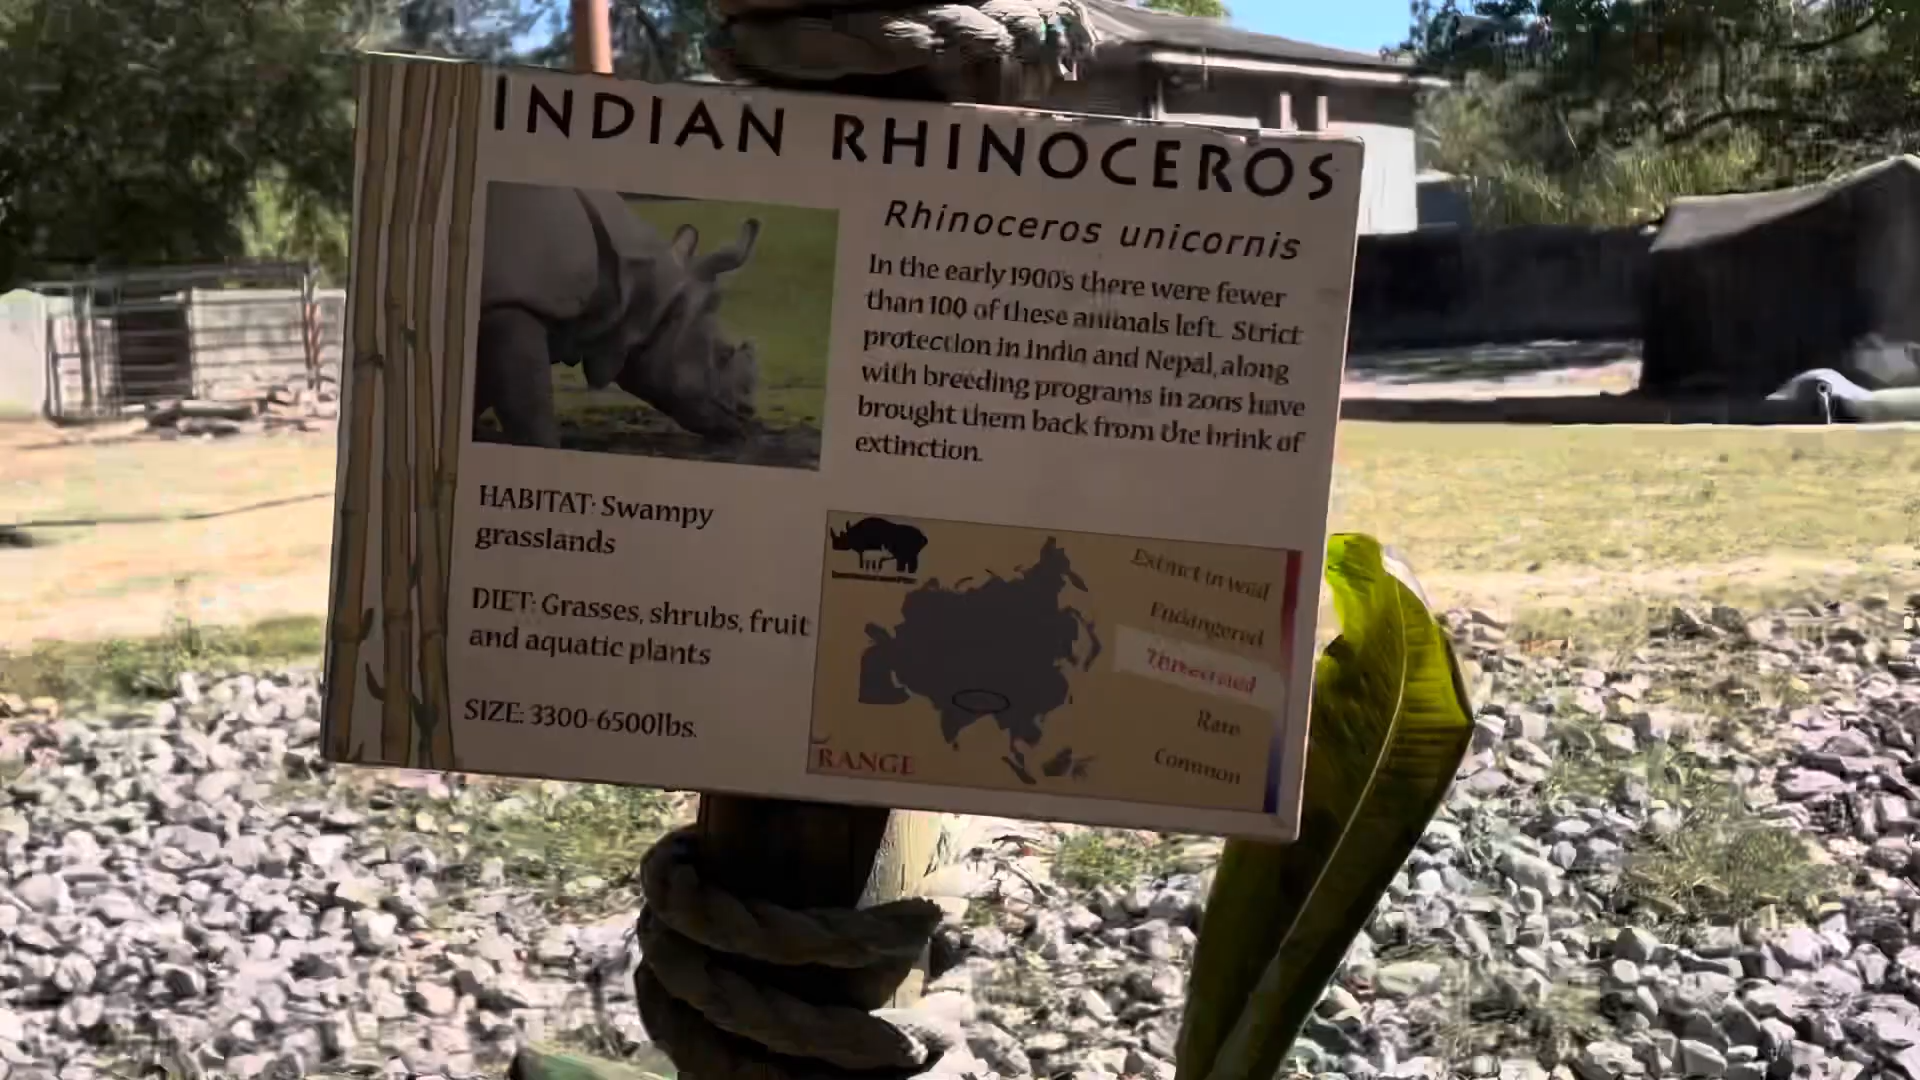 INDIAN RHINOCEROS
Rhinoceros unicornis
In the early 1900's there were fewer
than 100 of these animals left. Strict
protection in India and Nepal, along
with breeding programs in zoos have
brought them back from the brink of
extinction.
HABITAT: Swampy
grasslands
DIET: Grasses, shrubs, fruit
and aquatic plants
SIZE: 3300-6500lbs.
Extinct in wild
Endangered
Threatened
Rare
Common
RANGE